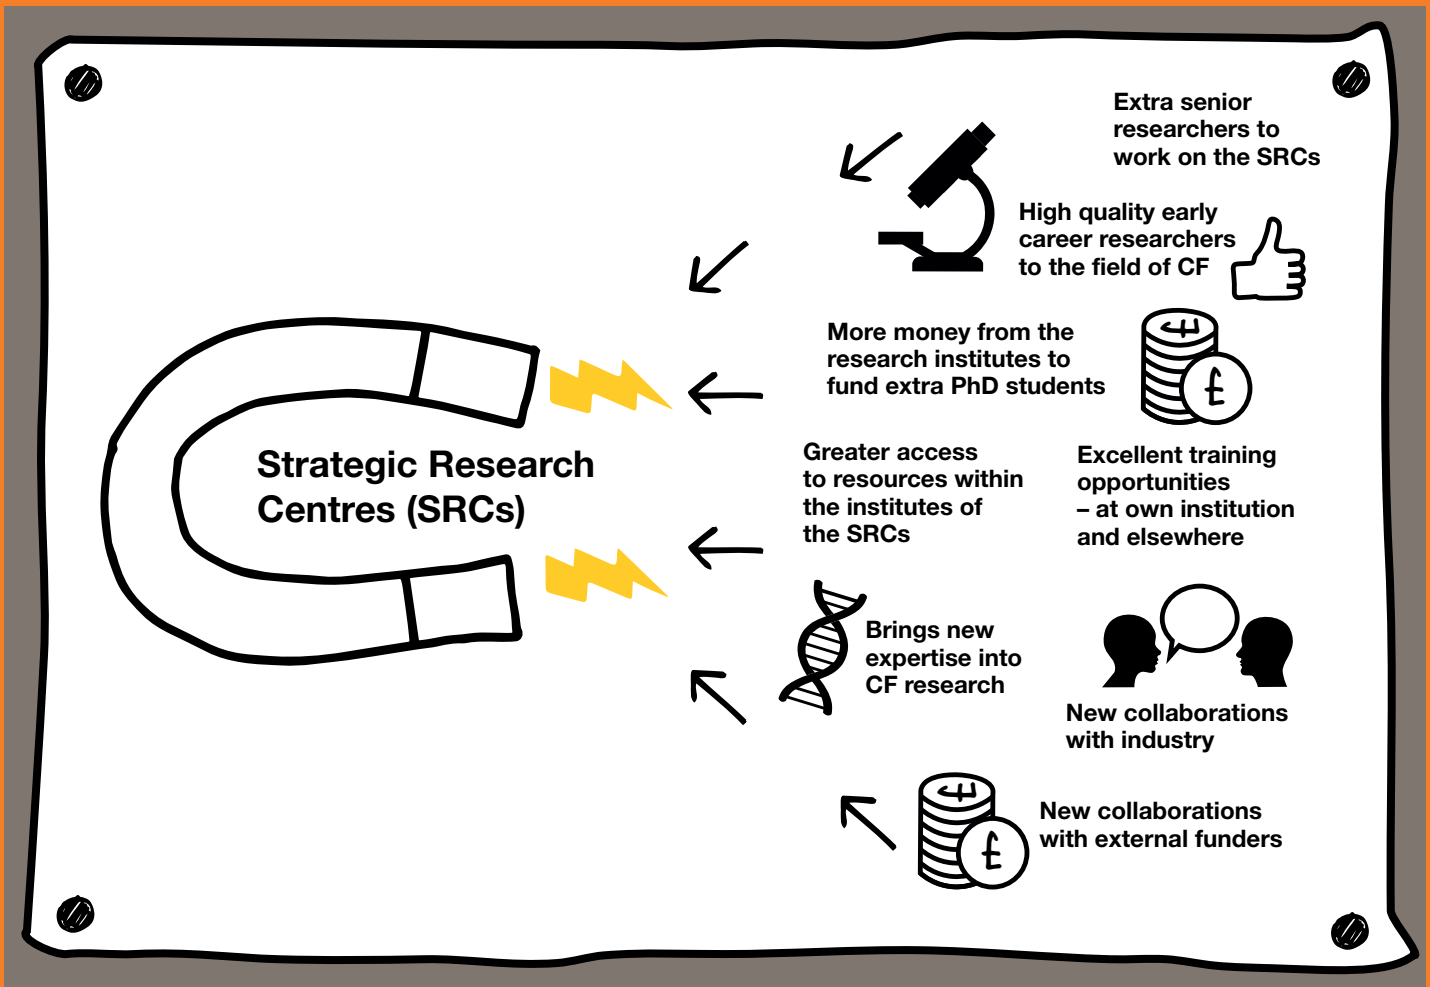 Extra senior
researchers to
work on the SRCs
High quality early
career researchers
to the field of CF
More money from the
research institutes to
fund extra PhD students
£
£
Strategic Research
Centres (SRCs)
Greater access
to resources within
the institutes of
the SRCs
Excellent training
opportunities
– at own institution
and elsewhere
Brings new
expertise into
CF research
New collaborations
with industry
New collaborations
with external funders
£
£